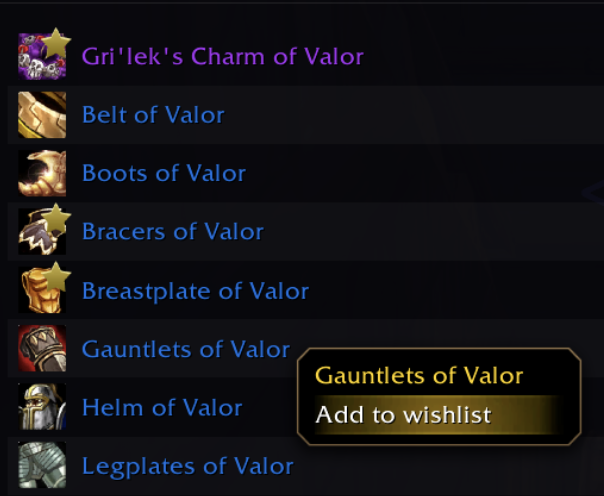 Gri'lek's Charm of Valor
Belt of Valor
Boots of Valor
Bracers of Valor
Breastplate of Valor
Gauntlets of Valor
Gauntlets of Valor
Add to wishlist
Helm of Valor
Legplates of Valor